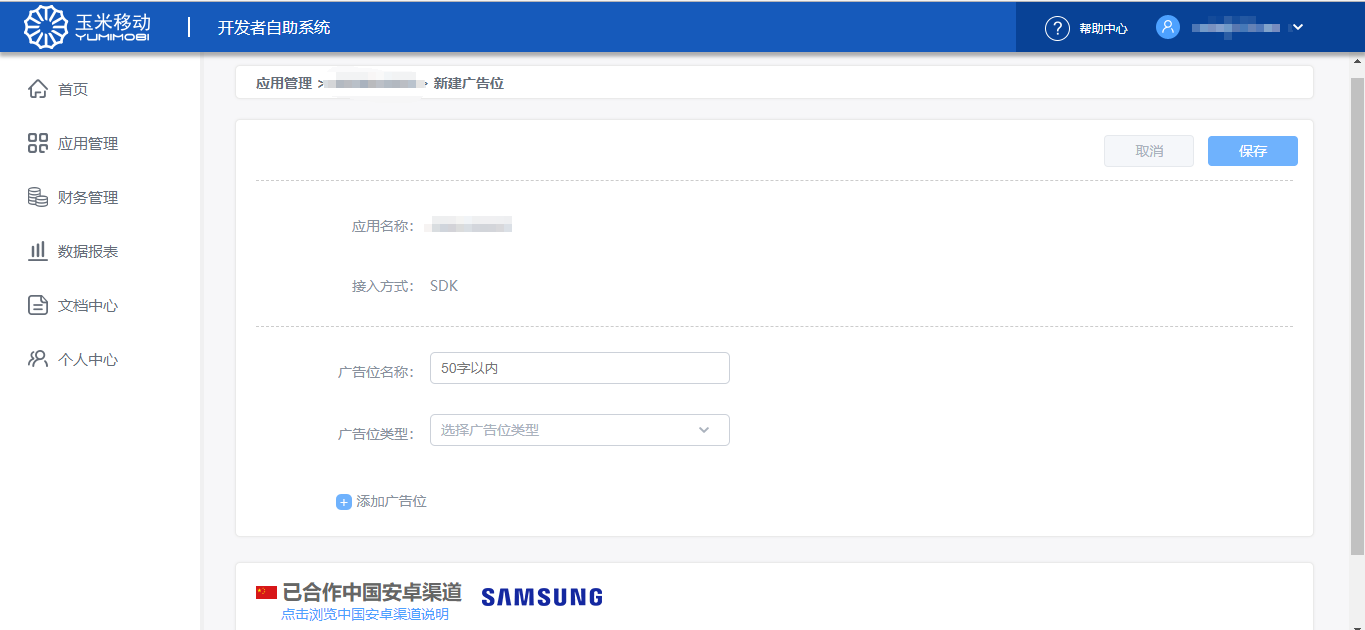 玉米移动
YUMIMOBI
开发者自助系统
?
帮助中心
首页
应用管理
财务管理
数据报表
文档中心
个人中心
应用管理 >
> 新建广告位
取消
保存
应用名称:
接入方式: SDK
广告位名称: 50字以内
广告位类型: 选择广告位类型
+ 添加广告位
已合作中国安卓渠道
SAMSUNG
点击浏览中国安卓渠道说明